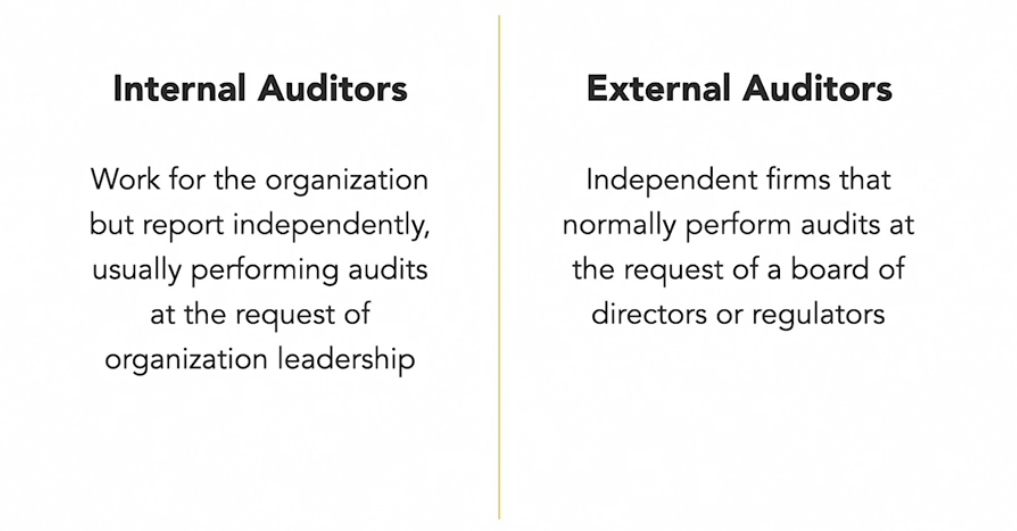 Internal Auditors
Work for the organization
but report independently,
usually performing audits
at the request of
organization leadership
External Auditors
Independent firms that
normally perform audits at
the request of a board of
directors or regulators